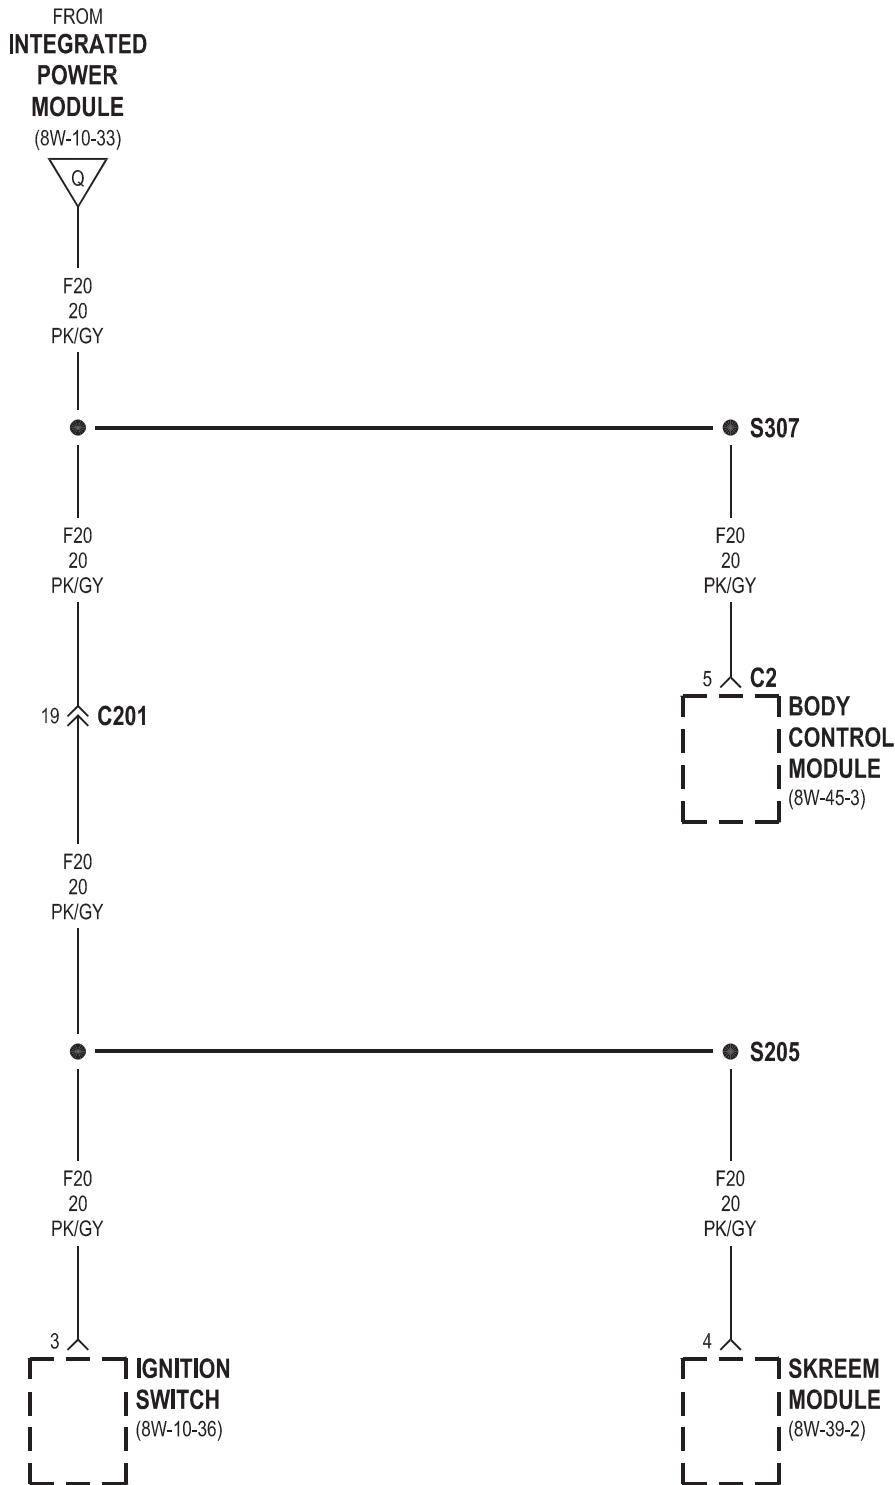 FROM
INTEGRATED
POWER
MODULE
(8W-10-33)
Q
F20
20
PK/GY
S307
F20
20
PK/GY
F20
20
PK/GY
5
C2
BODY
CONTROL
MODULE
(8W-45-3)
19
C201
F20
20
PK/GY
S205
F20
20
PK/GY
F20
20
PK/GY
3
IGNITION
SWITCH
(8W-10-36)
4
SKREEM
MODULE
(8W-39-2)